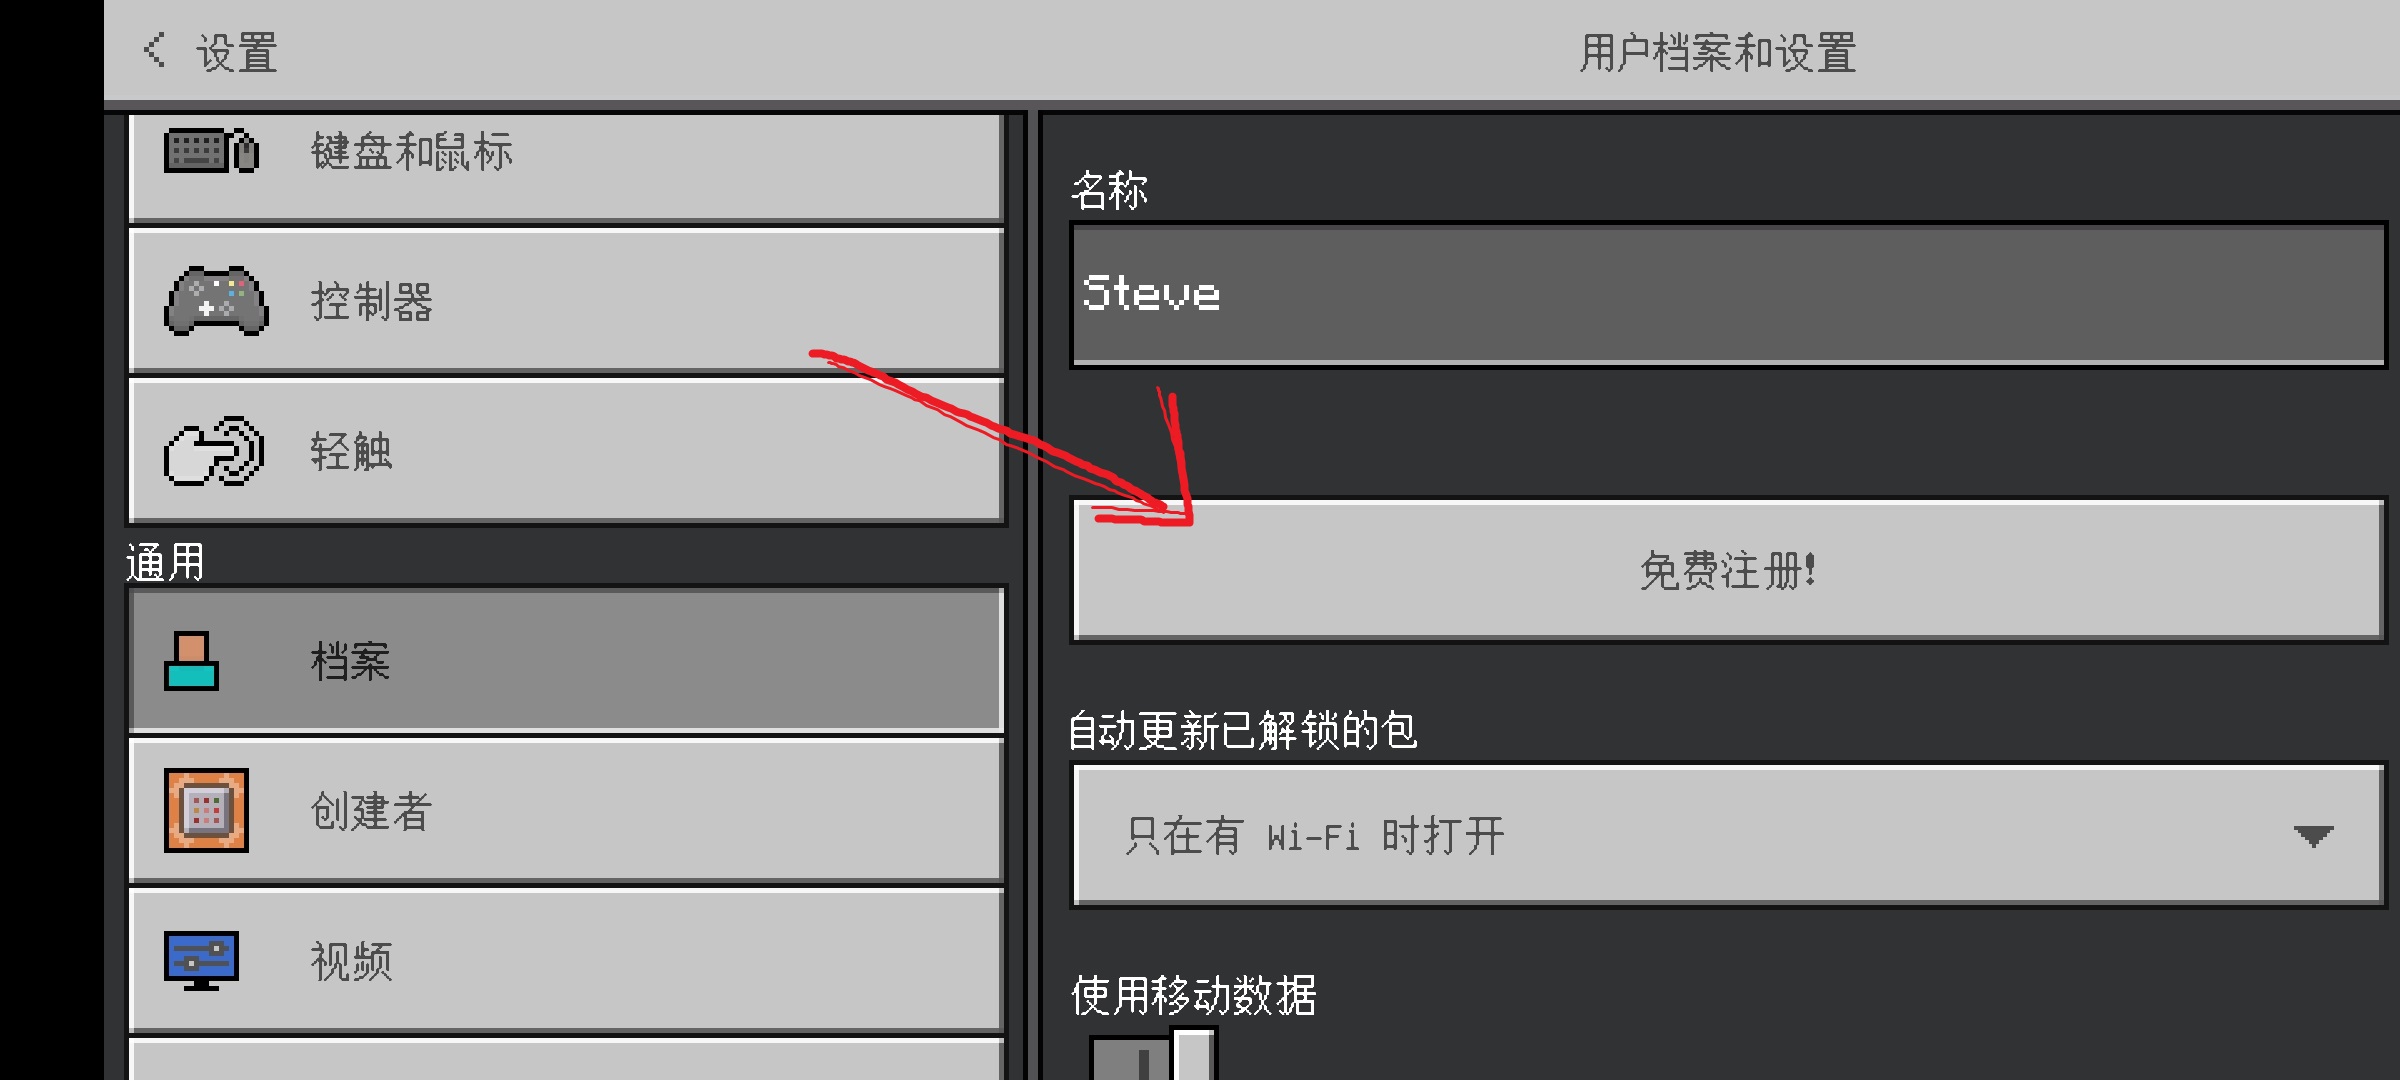 设置
用户档案和设置
键盘和鼠标
控制器
轻触
通用
档案
创建者
视频
名称
Steve
免费注册!
自动更新已解锁的包
只在有 Wi-Fi 时打开
使用移动数据